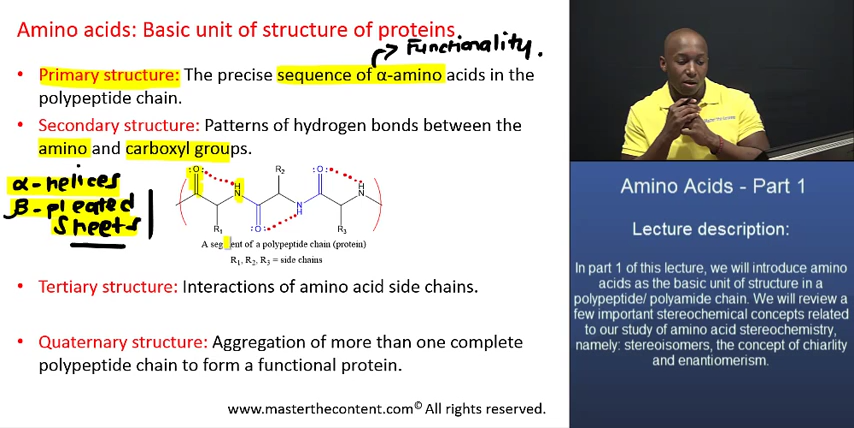 Amino acids: Basic unit of structure of proteins.
Functionality.
• Primary structure: The precise sequence of α-amino acids in the
polypeptide chain.
• Secondary structure: Patterns of hydrogen bonds between the
amino and carboxyl groups.
α-helices
β-pleated
Sheets
:O: R₂ :O:
H N H N
N H
:O:
R₁ R₃
A segment of a polypeptide chain (protein)
R₁, R₂, R₃ = side chains
• Tertiary structure: Interactions of amino acid side chains.
• Quaternary structure: Aggregation of more than one complete
polypeptide chain to form a functional protein.
www.masterthecontent.com© All rights reserved.
Amino Acids - Part 1
Lecture description:
In part 1 of this lecture, we will introduce amino
acids as the basic unit of structure in a
polypeptide/ polyamide chain. We will review a
few important stereochemical concepts related
to our study of amino acid stereochemistry,
namely: stereoisomers, the concept of chiarlity
and enantiomerism.